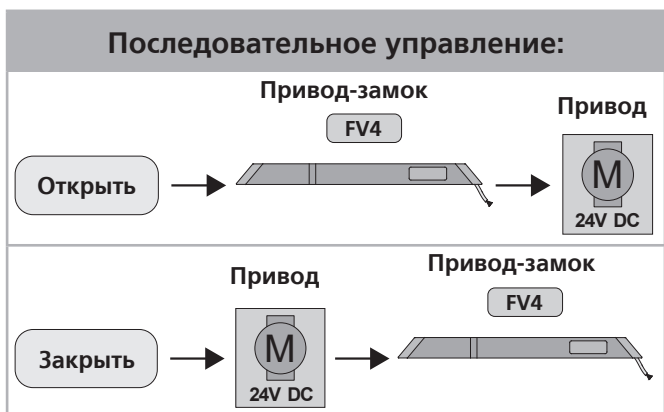 Последовательное управление:
Привод-замок
FV4
Привод
Открыть
M
24V DC
Привод
Привод-замок
FV4
Закрыть
M
24V DC